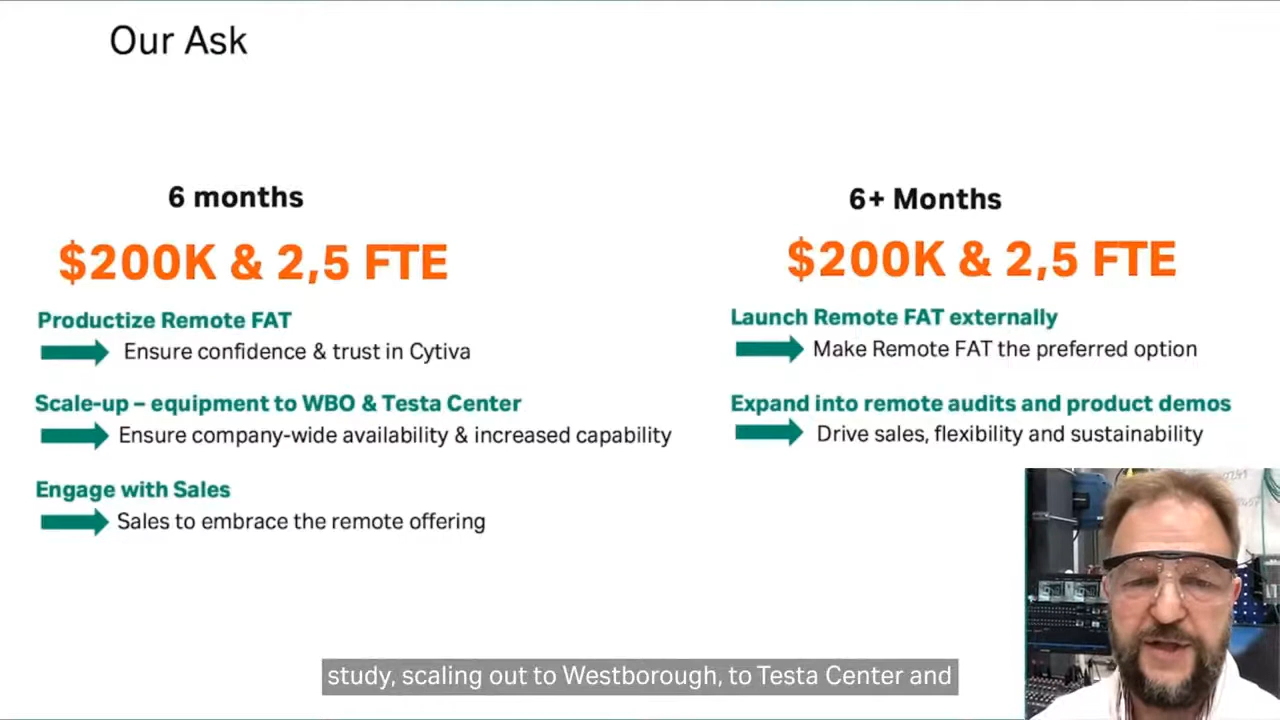 Our Ask
6 months
$200K & 2,5 FTE
Productize Remote FAT
Ensure confidence & trust in Cytiva
Scale-up – equipment to WBO & Testa Center
Ensure company-wide availability & increased capability
Engage with Sales
Sales to embrace the remote offering
6+ Months
$200K & 2,5 FTE
Launch Remote FAT externally
Make Remote FAT the preferred option
Expand into remote audits and product demos
Drive sales, flexibility and sustainability
study, scaling out to Westborough, to Testa Center and